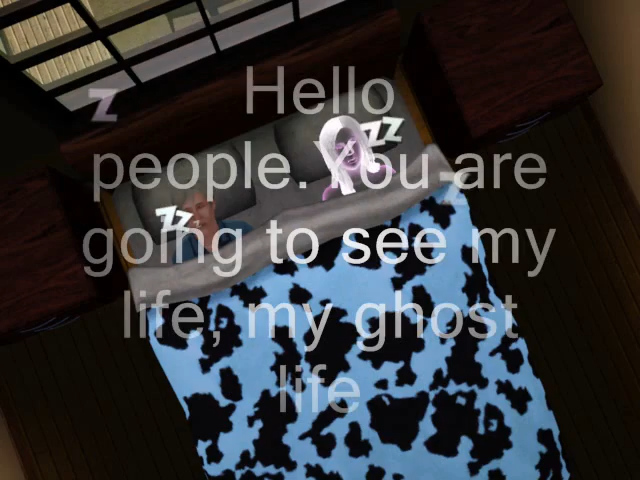 Hello
people. You are
going to see my
life, my ghost
life